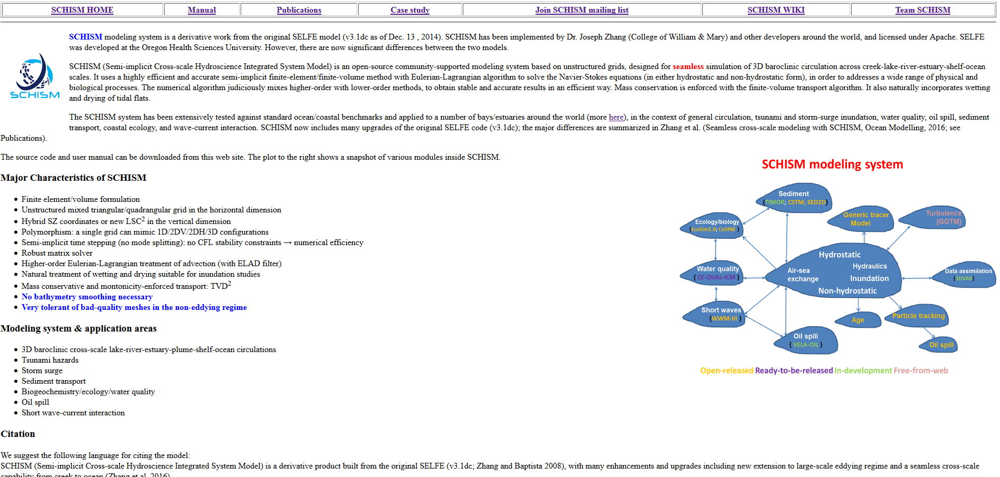 SCHISM HOME
Manual
Publications
Case study
Join SCHISM mailing list
SCHISM WIKI
Team SCHISM
SCHISM modeling system is a derivative work from the original SELFE model (v3.1dc as of Dec. 13 , 2014). SCHISM has been implemented by Dr. Joseph Zhang (College of William & Mary) and other developers around the world, and licensed under Apache. SELFE
was developed at the Oregon Health Sciences University. However, there are now significant differences between the two models.
SCHISM
SCHISM (Semi-implicit Cross-scale Hydroscience Integrated System Model) is an open-source community-supported modeling system based on unstructured grids, designed for seamless simulation of 3D baroclinic circulation across creek-lake-river-estuary-shelf-ocean
scales. It uses a highly efficient and accurate semi-implicit finite-element/finite-volume method with Eulerian-Lagrangian algorithm to solve the Navier-Stokes equations (in either hydrostatic and non-hydrostatic form), in order to addresses a wide range of physical and
biological processes. The numerical algorithm judiciously mixes higher-order with lower-order methods, to obtain stable and accurate results in an efficient way. Mass conservation is enforced with the finite-volume transport algorithm. It also naturally incorporates wetting
and drying of tidal flats.
The SCHISM system has been extensively tested against standard ocean/coastal benchmarks and applied to a number of bays/estuaries around the world (more here), in the context of general circulation, tsunami and storm-surge inundation, water quality, oil spill, sediment
transport, coastal ecology, and wave-current interaction. SCHISM now includes many upgrades of the original SELFE code (v3.1dc); the major differences are summarized in Zhang et al. (Seamless cross-scale modeling with SCHISM, Ocean Modelling, 2016; see
Publications).
The source code and user manual can be downloaded from this web site. The plot to the right shows a snapshot of various modules inside SCHISM.
Major Characteristics of SCHISM
• Finite element/volume formulation
• Unstructured mixed triangular/quadrangular grid in the horizontal dimension
• Hybrid SZ coordinates or new LSC² in the vertical dimension
• Polymorphism: a single grid can mimic 1D/2DV/2DH/3D configurations
• Semi-implicit time stepping (no mode splitting): no CFL stability constraints → numerical efficiency
• Robust matrix solver
• Higher-order Eulerian-Lagrangian treatment of advection (with ELAD filter)
• Natural treatment of wetting and drying suitable for inundation studies
• Mass conservative and montonicity-enforced transport: TVD²
• No bathymetry smoothing necessary
• Very tolerant of bad-quality meshes in the non-eddying regime
Modeling system & application areas
• 3D baroclinic cross-scale lake-river-estuary-plume-shelf-ocean circulations
• Tsunami hazards
• Storm surge
• Sediment transport
• Biogeochemistry/ecology/water quality
• Oil spill
• Short wave-current interaction
SCHISM modeling system
Sediment
{TIMOR; CSTM; SED2D}
Ecology/biology
{EcoSim2.0; CoSINE }
Generic tracer
Model
Turbulence
{GOTM}
Water quality
{ CE-QUAL-ICM }
Hydrostatic
Hydraulics
Air-sea
exchange
Inundation
Non-hydrostatic
Data assimilation
{3DVAR}
Short waves
{WWM-III }
Age
Particle tracking
Oil spill
{ VELA-OIL }
Oil spill
Open-released Ready-to-be-released In-development Free-from-web
Citation
We suggest the following language for citing the model:
SCHISM (Semi-implicit Cross-scale Hydroscience Integrated System Model) is a derivative product built from the original SELFE (v3.1dc; Zhang and Baptista 2008), with many enhancements and upgrades including new extension to large-scale eddying regime and a seamless cross-scale
capability from creek to ocean (Zhang et al. 2016)